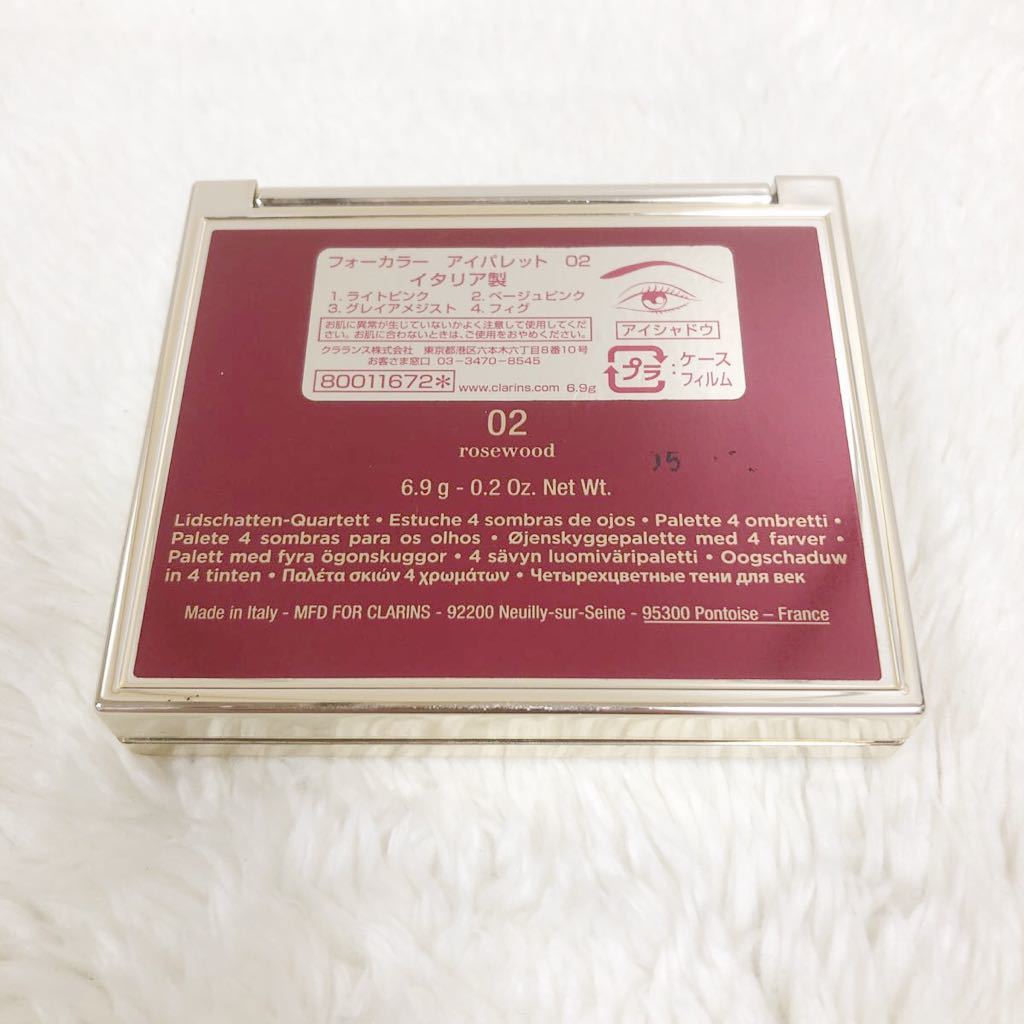 フォーカラー アイパレット 02
イタリア製
1. ライトピンク 2. ベージュピンク
3. グレイアメジスト 4. フィグ
お肌に異常が生じていないかよく注意して使用してくだ
さい。お肌に合わないときは、ご使用をおやめください。
クラランス株式会社 東京都港区六本木六丁目8番10号
お客さま窓口 03-3470-8545
80011672* www.clarins.com 6.9g
アイシャドウ
プラ : ケース
フィルム
02
rosewood
6.9 g - 0.2 Oz. Net Wt.
Lidschatten-Quartett • Estuche 4 sombras de ojos • Palette 4 ombretti •
Palete 4 sombras para os olhos • Øjenskyggepalette med 4 farver •
Palett med fyra ögonskuggor • 4 sävyn luomiväripaletti • Oogschaduw
in 4 tinten • Παλέτα σκιών 4 χρωμάτων • Четырехцветные тени для век
Made in Italy - MFD FOR CLARINS - 92200 Neuilly-sur-Seine - 95300 Pontoise – France